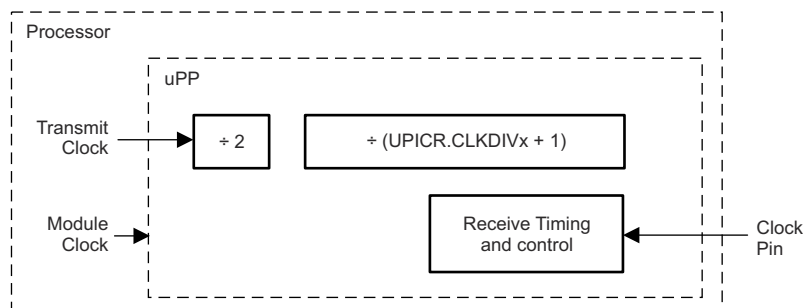 Processor
uPP
Transmit
Clock
÷ 2
÷ (UPICR.CLKDIVx + 1)
Module
Clock
Receive Timing
and control
Clock
Pin